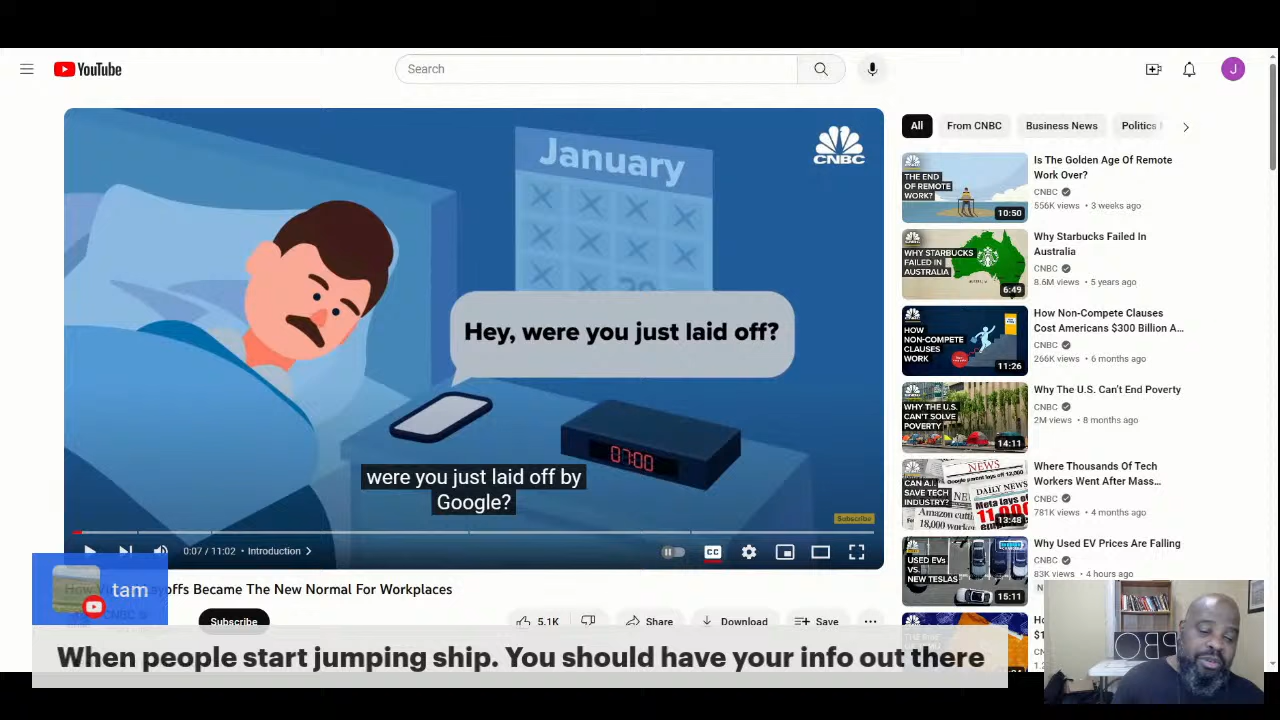 YouTube
Search
J
January
CNBC
Hey, were you just laid off?
07:00
were you just laid off by
Google?
Subscribe
0:07 / 11:02 • Introduction
CC
Layoffs Became The New Normal For Workplaces
Subscribe
5.1K
Share
Download
Save
All
From CNBC
Business News
Politics
THE END
OF REMOTE
WORK?
10:50
Is The Golden Age Of Remote
Work Over?
CNBC
556K views • 3 weeks ago
WHY STARBUCKS
FAILED IN
AUSTRALIA
6:49
Why Starbucks Failed In
Australia
CNBC
8.6M views • 5 years ago
HOW
NON-COMPETE
CLAUSES
WORK
11:26
How Non-Compete Clauses
Cost Americans $300 Billion A...
CNBC
266K views • 6 months ago
WHY THE U.S.
CAN'T SOLVE
POVERTY
14:11
Why The U.S. Can't End Poverty
CNBC
2M views • 8 months ago
CAN A.I.
SAVE TECH
INDUSTRY?
NEWS
DAILY NEWS
13:48
Where Thousands Of Tech
Workers Went After Mass...
CNBC
781K views • 4 months ago
USED EVs
VS.
NEW TESLAS
15:11
Why Used EV Prices Are Falling
CNBC
83K views • 4 hours ago
tam
When people start jumping ship. You should have your info out there